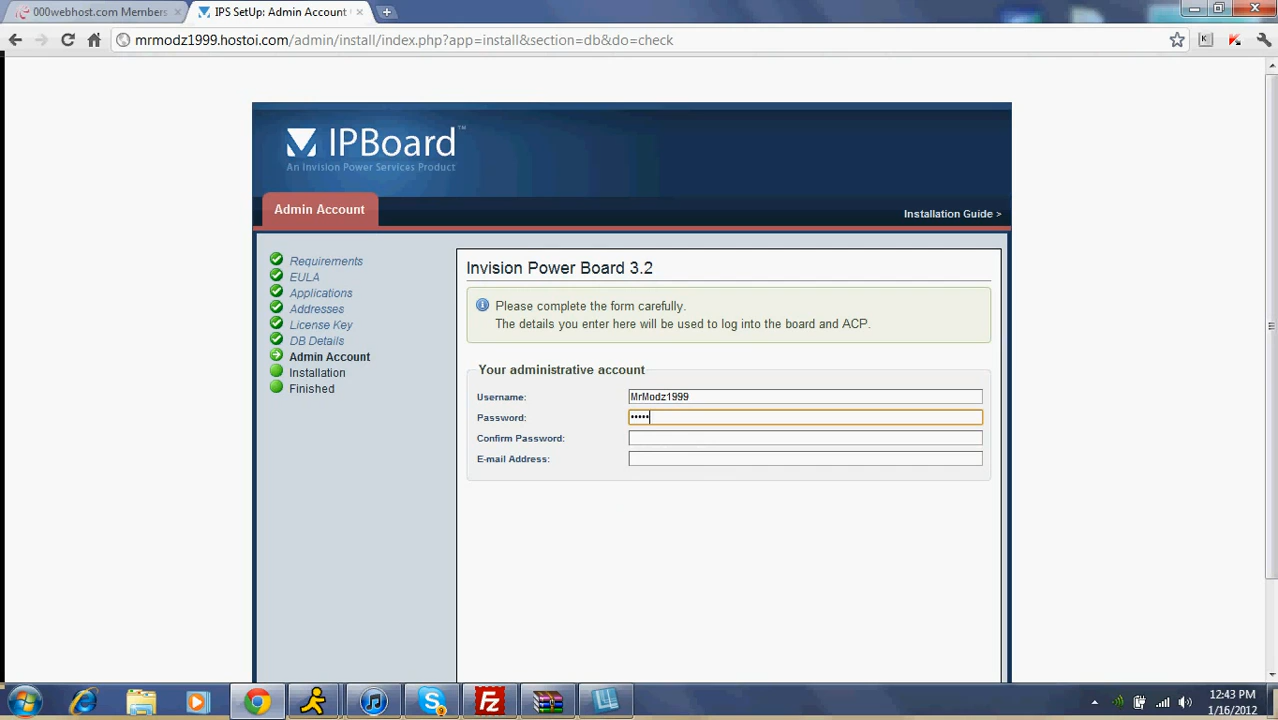 000webhost.com Members
IPS SetUp: Admin Account
mrmodz1999.hostoi.com/admin/install/index.php?app=install&section=db&do=check
IPBoard™
An Invision Power Services Product
Admin Account
Installation Guide >
Requirements
EULA
Applications
Addresses
License Key
DB Details
Admin Account
Installation
Finished
Invision Power Board 3.2
Please complete the form carefully.
The details you enter here will be used to log into the board and ACP.
Your administrative account
Username: MrModz1999
Password: •••••
Confirm Password:
E-mail Address:
12:43 PM
1/16/2012